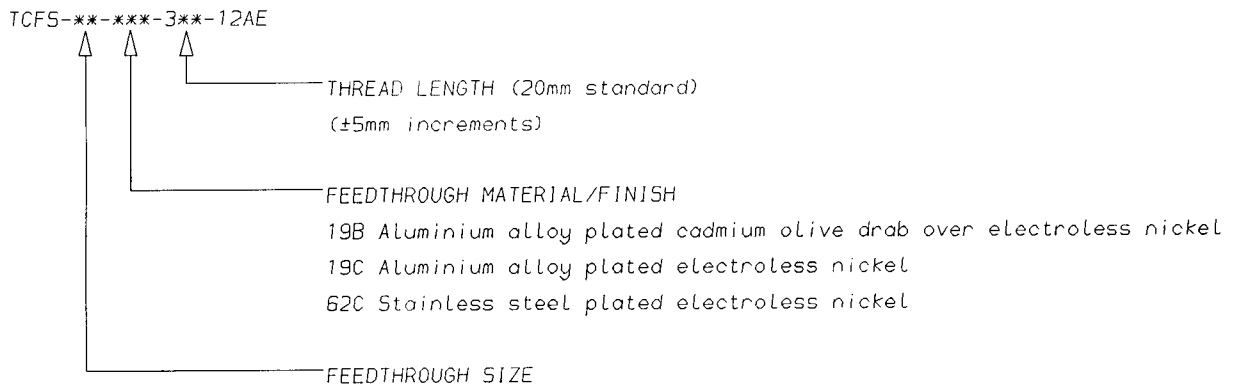 TCFS-**-***-3**-12AE
THREAD LENGTH (20mm standard)
(±5mm increments)
FEEDTHROUGH MATERIAL/FINISH
19B Aluminium alloy plated cadmium olive drab over electroless nickel
19C Aluminium alloy plated electroless nickel
62C Stainless steel plated electroless nickel
FEEDTHROUGH SIZE